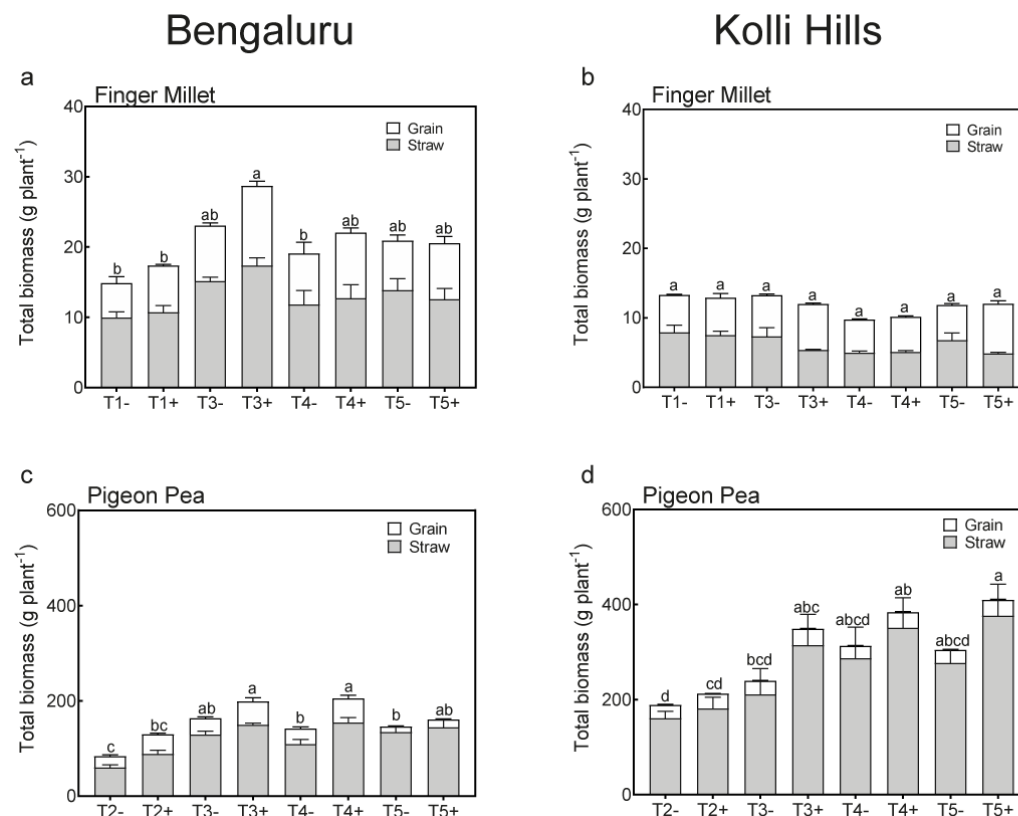 Bengaluru
Kolli Hills
a
Finger Millet
40
30
20
10
0
Total biomass (g plant⁻¹)
Grain
Straw
b b ab a b ab ab ab
T1- T1+ T3- T3+ T4- T4+ T5- T5+
b
Finger Millet
40
30
20
10
0
Total biomass (g plant⁻¹)
Grain
Straw
a a a a a a a a
T1- T1+ T3- T3+ T4- T4+ T5- T5+
c
Pigeon Pea
600
400
200
0
Total biomass (g plant⁻¹)
Grain
Straw
c bc ab a b a b ab
T2- T2+ T3- T3+ T4- T4+ T5- T5+
d
Pigeon Pea
600
400
200
0
Total biomass (g plant⁻¹)
Grain
Straw
d cd bcd abc abcd ab abcd a
T2- T2+ T3- T3+ T4- T4+ T5- T5+